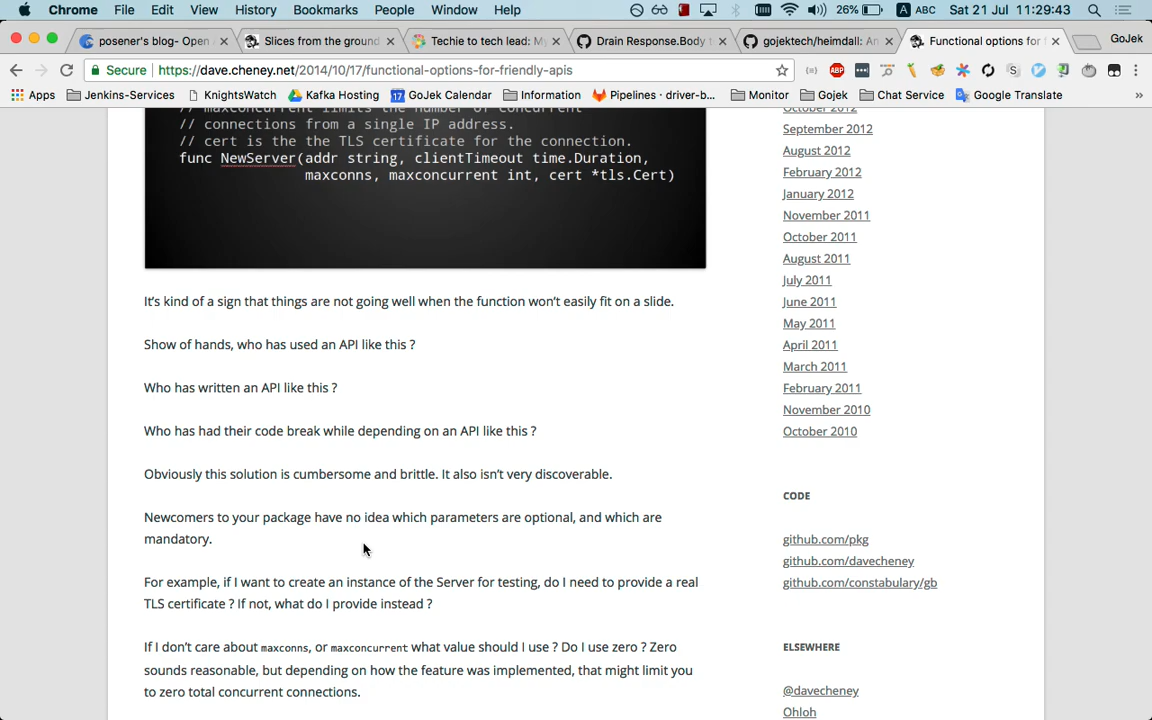 Chrome File Edit View History Bookmarks People Window Help 26% A ABC Sat 21 Jul 11:29:43
posener's blog- Open Slices from the ground Techie to tech lead: My Drain Response.Body t gojektech/heimdall: An Functional options for GoJek
Secure https://dave.cheney.net/2014/10/17/functional-options-for-friendly-apis ABP
Apps Jenkins-Services KnightsWatch Kafka Hosting 17 GoJek Calendar Information Pipelines · driver-b... Monitor Gojek Chat Service Google Translate »
// maxconcurrent limits the number of concurrent
// connections from a single IP address.
// cert is the the TLS certificate for the connection.
func NewServer(addr string, clientTimeout time.Duration,
maxconns, maxconcurrent int, cert *tls.Cert)
It's kind of a sign that things are not going well when the function won't easily fit on a slide.
Show of hands, who has used an API like this ?
Who has written an API like this ?
Who has had their code break while depending on an API like this ?
Obviously this solution is cumbersome and brittle. It also isn't very discoverable.
Newcomers to your package have no idea which parameters are optional, and which are
mandatory.
For example, if I want to create an instance of the Server for testing, do I need to provide a real
TLS certificate ? If not, what do I provide instead ?
If I don't care about maxconns, or maxconcurrent what value should I use ? Do I use zero ? Zero
sounds reasonable, but depending on how the feature was implemented, that might limit you
to zero total concurrent connections.
October 2012
September 2012
August 2012
February 2012
January 2012
November 2011
October 2011
August 2011
July 2011
June 2011
May 2011
April 2011
March 2011
February 2011
November 2010
October 2010
CODE
github.com/pkg
github.com/davecheney
github.com/constabulary/gb
ELSEWHERE
@davecheney
Ohloh